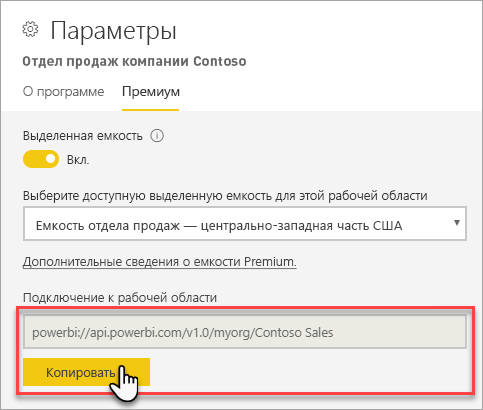 Параметры
Отдел продаж компании Contoso
О программе Премиум
Выделенная емкость
Вкл.
Выберите доступную выделенную емкость для этой рабочей области
Емкость отдела продаж — центрально-западная часть США
Дополнительные сведения о емкости Premium.
Подключение к рабочей области
powerbi://api.powerbi.com/v1.0/myorg/Contoso Sales
Копировать